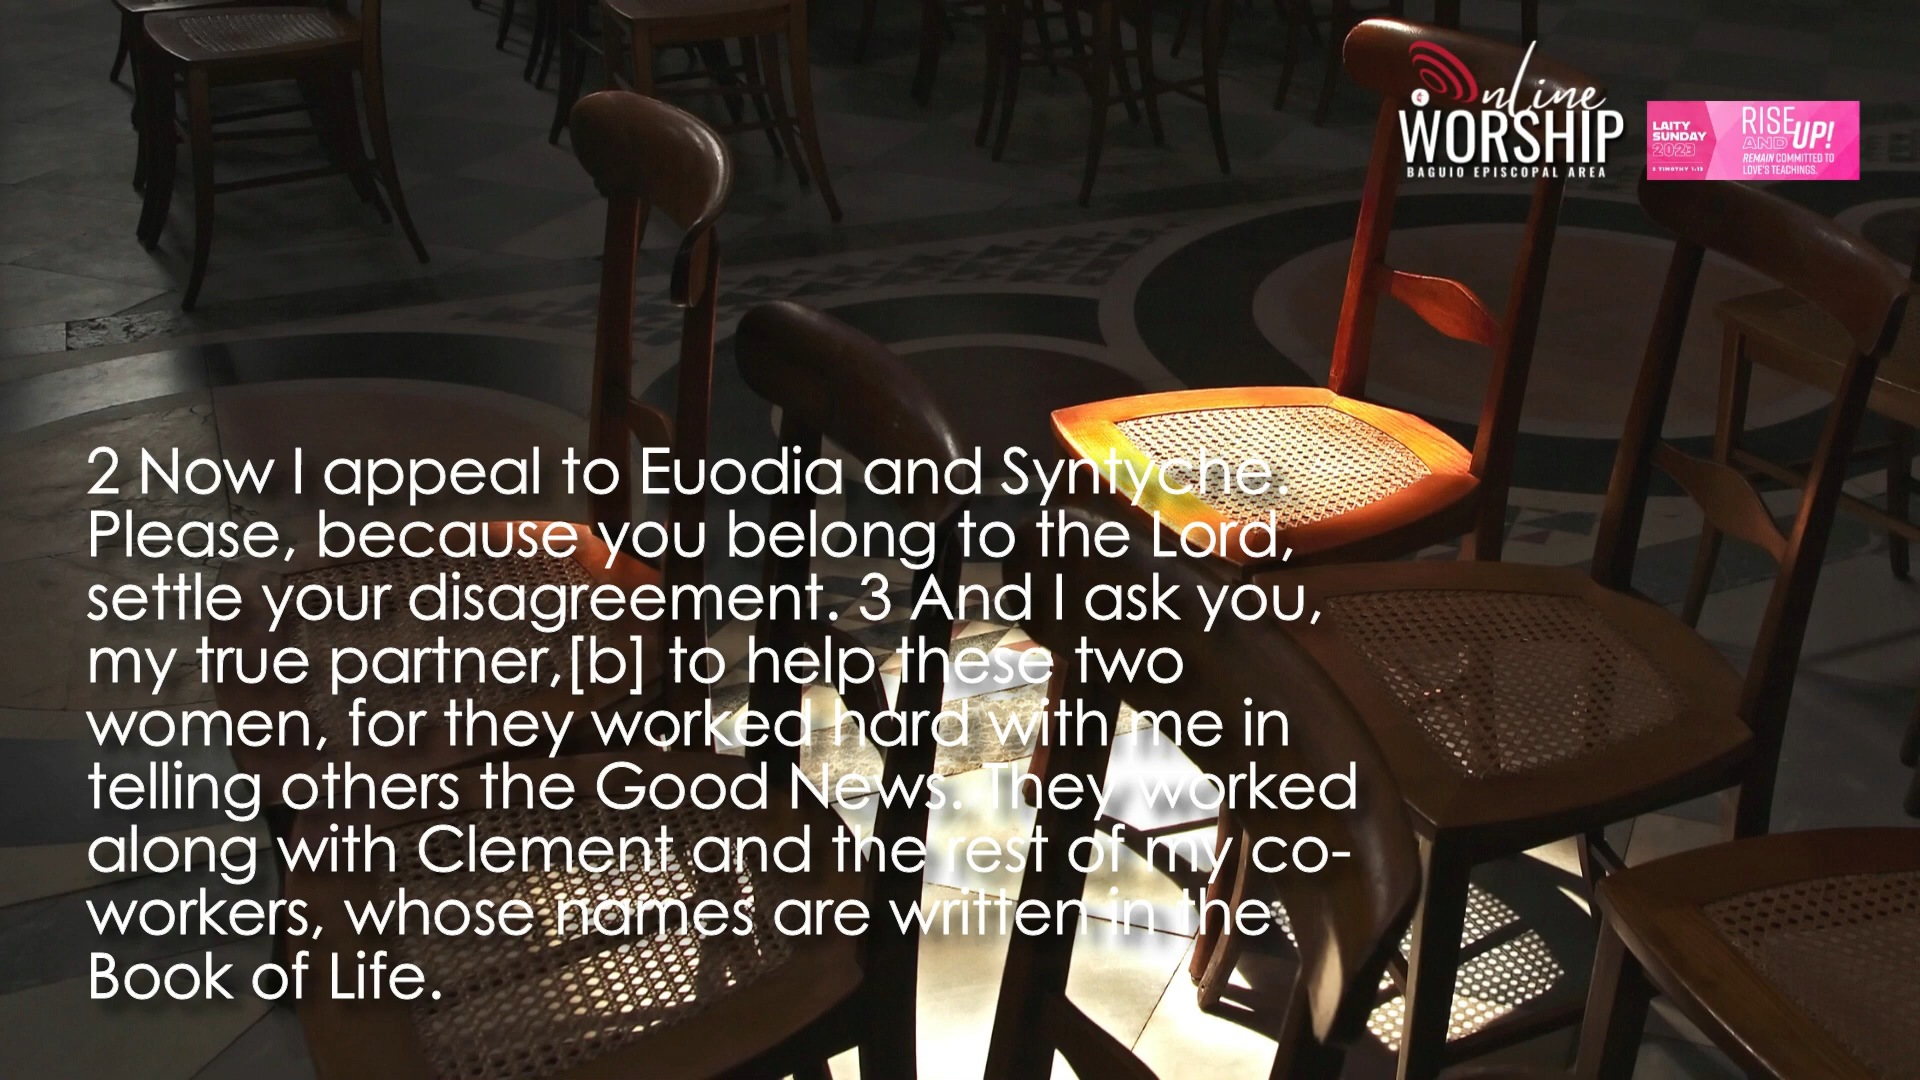 Online
WORSHIP
BAGUIO EPISCOPAL AREA
LAITY
SUNDAY
2023
2 TIMOTHY 1:13
RISE
AND UP!
REMAIN COMMITTED TO
LOVE'S TEACHINGS.
2 Now I appeal to Euodia and Syntyche.
Please, because you belong to the Lord,
settle your disagreement. 3 And I ask you,
my true partner,[b] to help these two
women, for they worked hard with me in
telling others the Good News. They worked
along with Clement and the rest of my co-
workers, whose names are written in the
Book of Life.